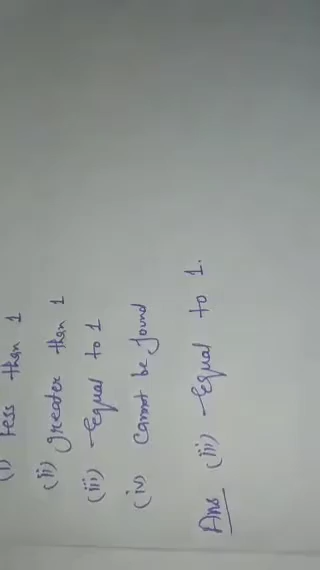 (i) Less than 1
(ii) greater than 1
(iii) Equal to 1
(iv) Cannot be found
Ans (iii) Equal to 1.